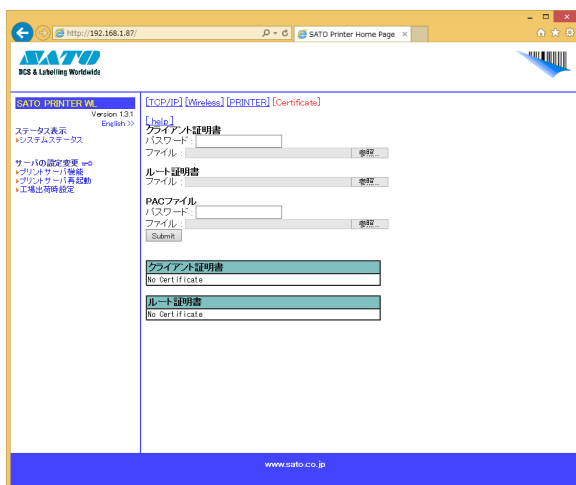 http://192.168.1.87/
SATO Printer Home Page
SATO
DCS & Labelling Worldwide
SATO PRINTER WL
Version 1.3.1
English >>
ステータス表示
システムステータス
サーバの設定変更
プリントサーバ機能
プリントサーバ再起動
工場出荷時設定
[TCP/IP] [Wireless] [PRINTER] [Certificate]
[ help ]
クライアント証明書
パスワード :
ファイル : 参照...
ルート証明書
ファイル : 参照...
PACファイル
パスワード :
ファイル : 参照...
Submit
クライアント証明書
No Certificate
ルート証明書
No Certificate
www.sato.co.jp